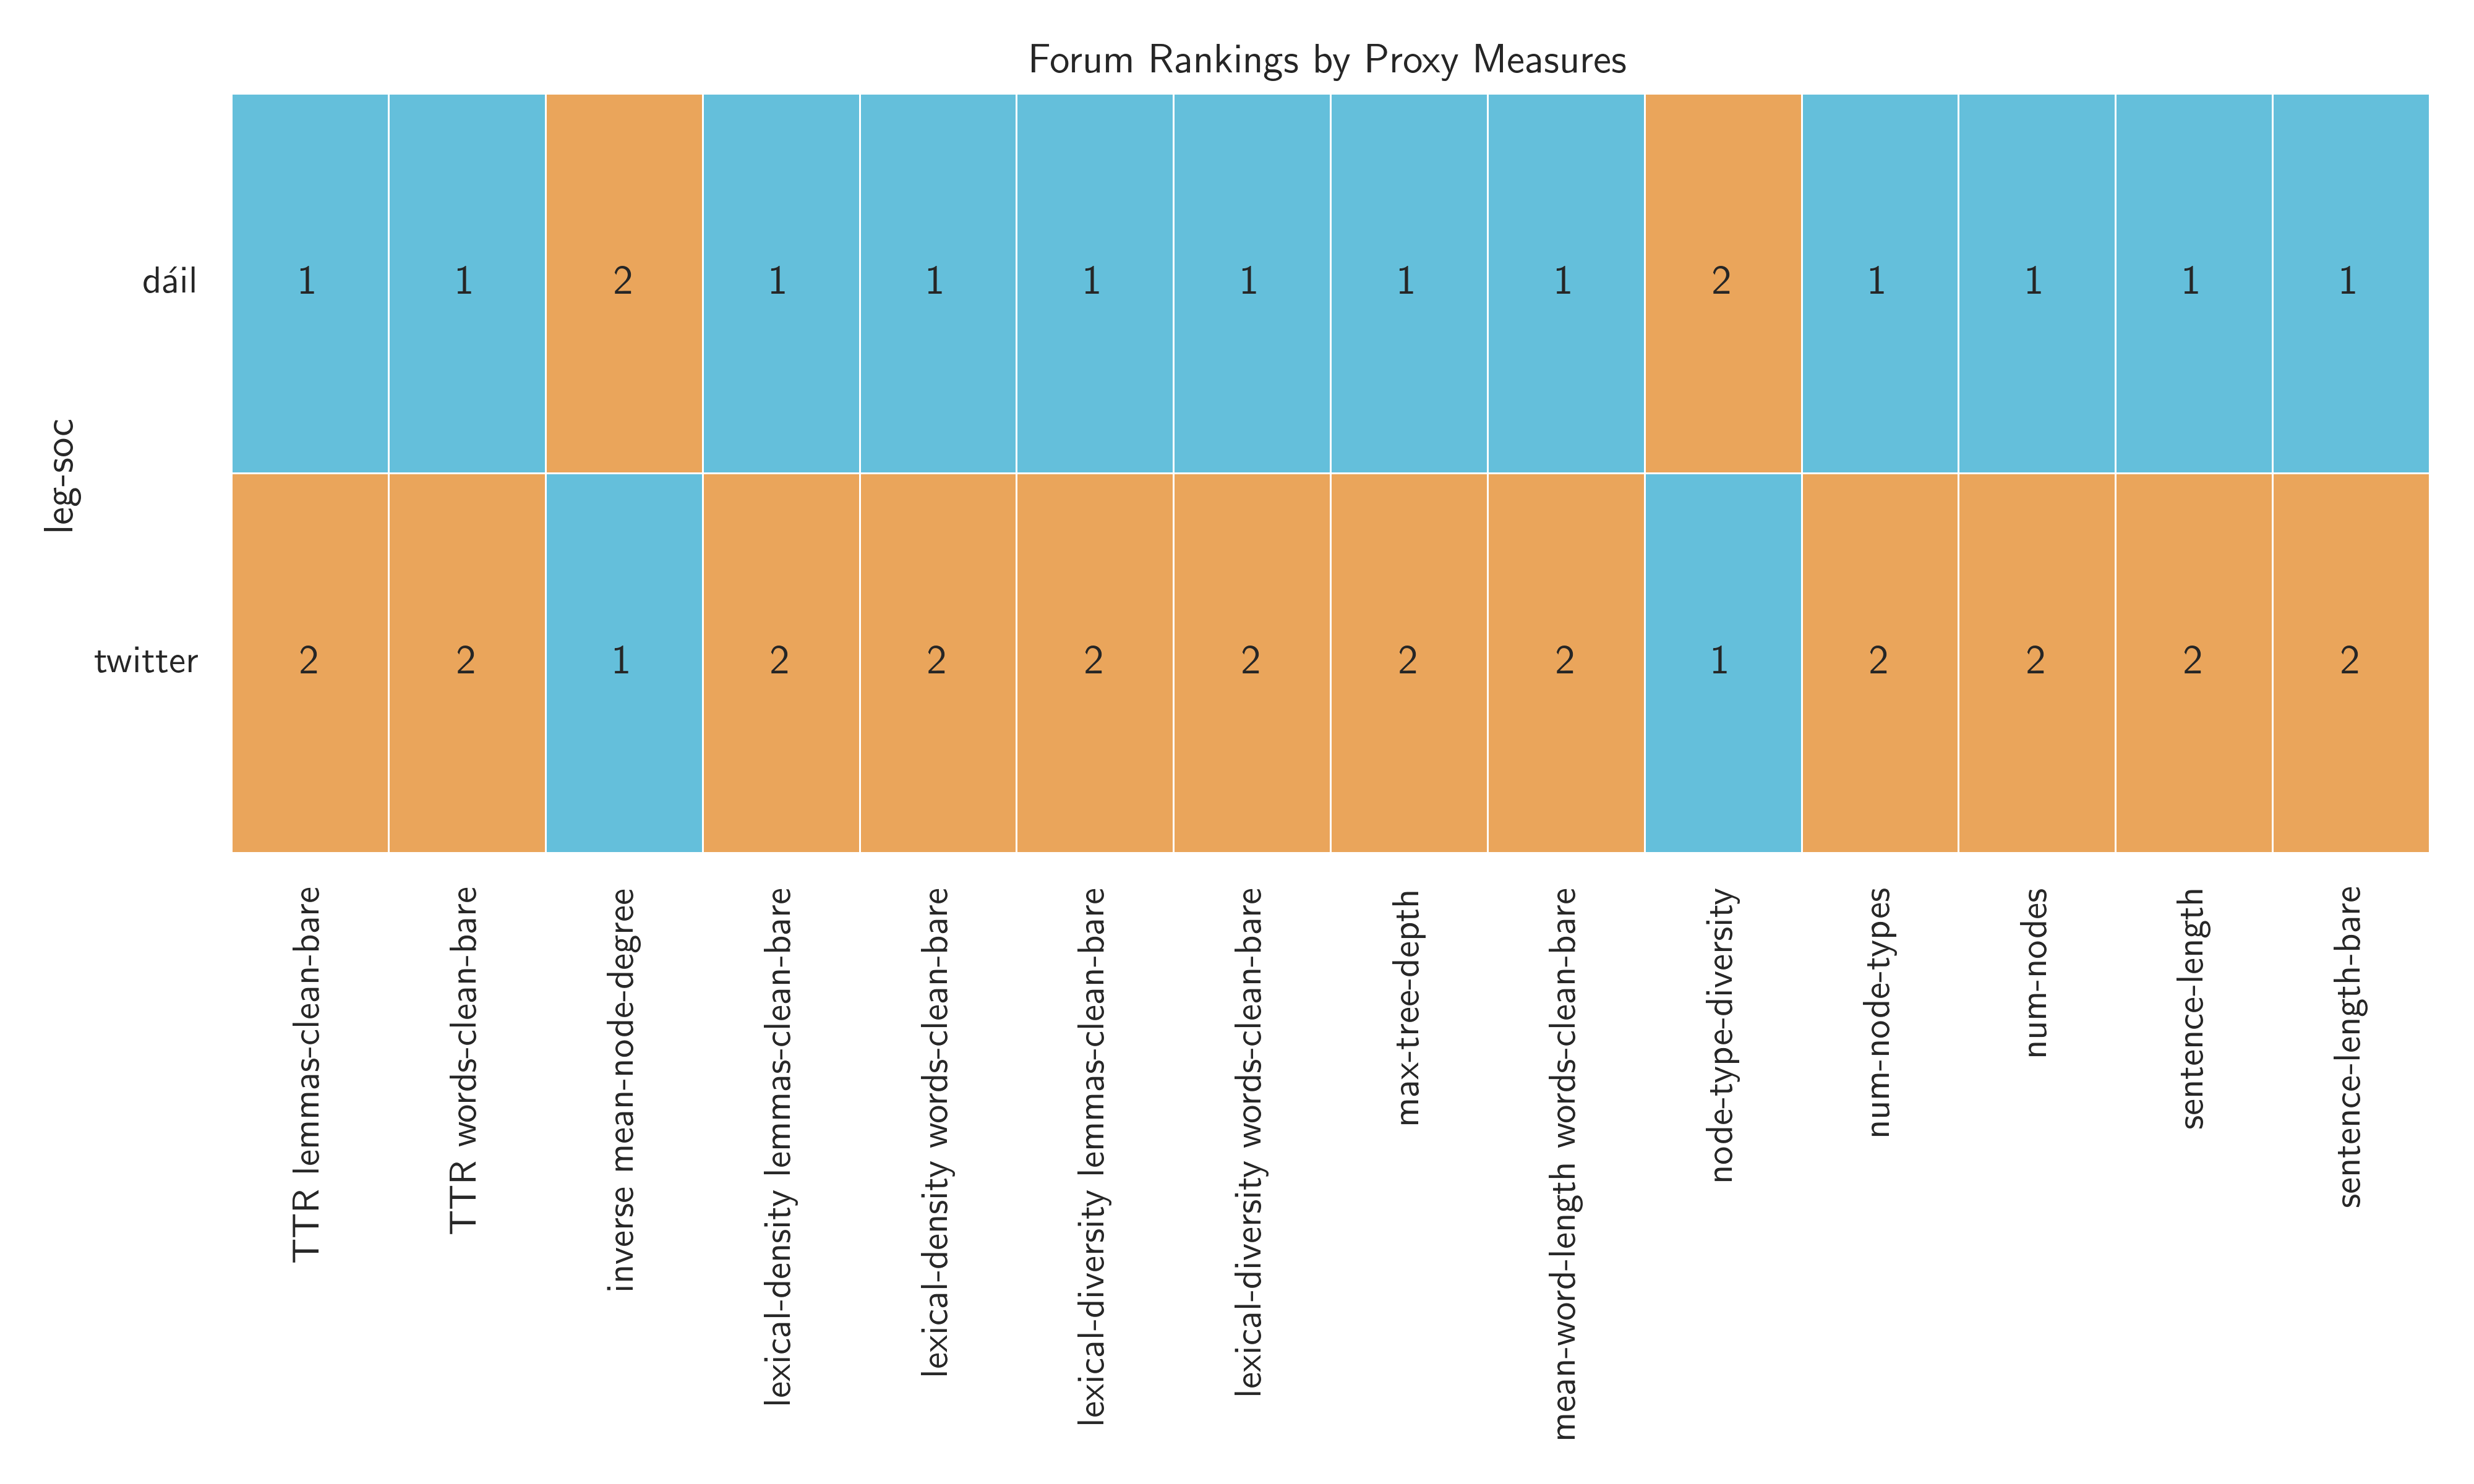 Forum Rankings by Proxy Measures
leg-soc
dáil
1 1 2 1 1 1 1 1 1 2 1 1 1 1
twitter
2 2 1 2 2 2 2 2 2 1 2 2 2 2
TTR lemmas-clean-bare
TTR words-clean-bare
inverse mean-node-degree
lexical-density lemmas-clean-bare
lexical-density words-clean-bare
lexical-diversity lemmas-clean-bare
lexical-diversity words-clean-bare
max-tree-depth
mean-word-length words-clean-bare
node-type-diversity
num-node-types
num-nodes
sentence-length
sentence-length-bare